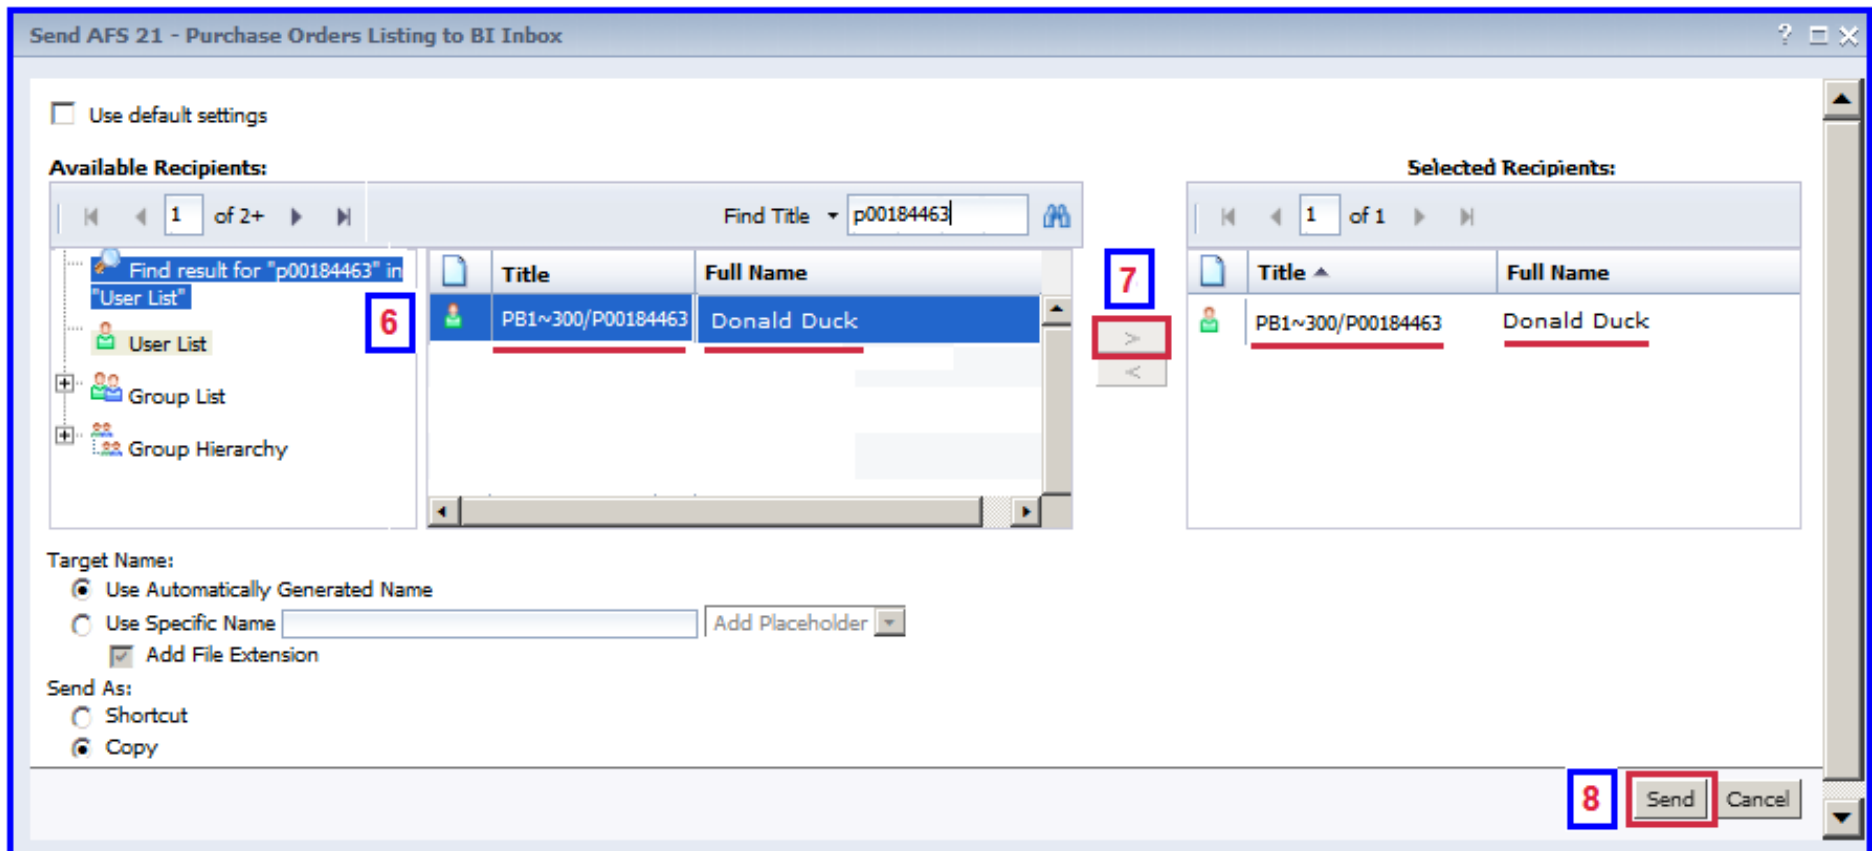 Send AFS 21 - Purchase Orders Listing to BI Inbox ?
Use default settings
Available Recipients:
Selected Recipients:
1 of 2+ Find Title p00184463
1 of 1
Find result for "p00184463" in
"User List"
User List
Group List
Group Hierarchy
Title Full Name
6
PB1~300/P00184463 Donald Duck
7
>
<
Title Full Name
PB1~300/P00184463 Donald Duck
Target Name:
Use Automatically Generated Name
Use Specific Name Add Placeholder
Add File Extension
Send As:
Shortcut
Copy
8 Send Cancel